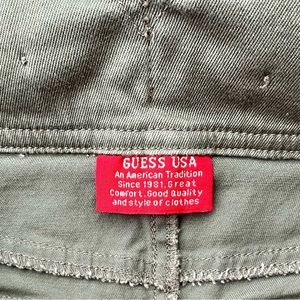 GUESS USA
An American Tradition
Since 1981. Great
Comfort. Good Quality
and style of clothes